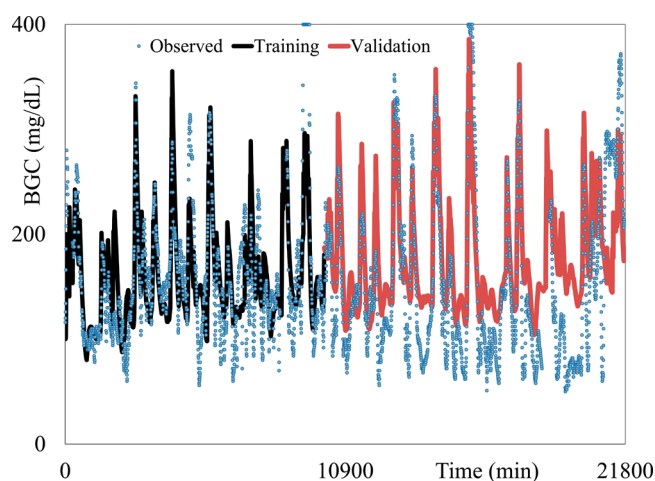 400
Observed Training Validation
BGC (mg/dL)
200
0
0 10900 Time (min) 21800